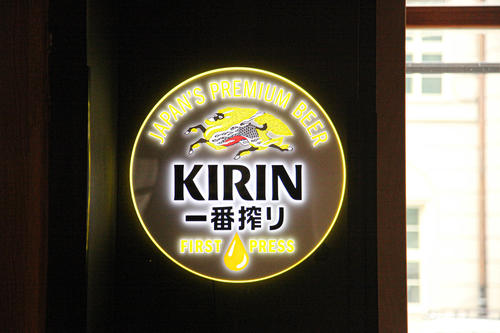 JAPAN'S PREMIUM BEER
KIRIN
一番搾り
FIRST PRESS